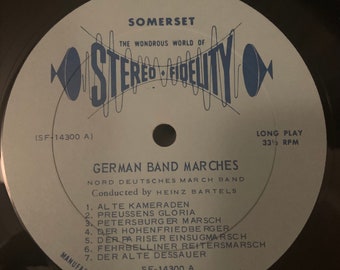 SOMERSET
THE WONDROUS WORLD OF
STEREO-FIDELITY
(SF-14300 A)
LONG PLAY
33⅓ RPM
GERMAN BAND MARCHES
NORD DEUTSCHES MARCH BAND
Conducted by HEINZ BARTELS
1. ALTE KAMERADEN
2. PREUSSENS GLORIA
3. PETERSBURGER MARSCH
4. DER HOHENFRIEDBERGER
5. DER PARISER EINSUGMARSCH
6. FEHRBELLINER REITERSMARSCH
7. DER ALTE DESSAUER
SF-14300 A